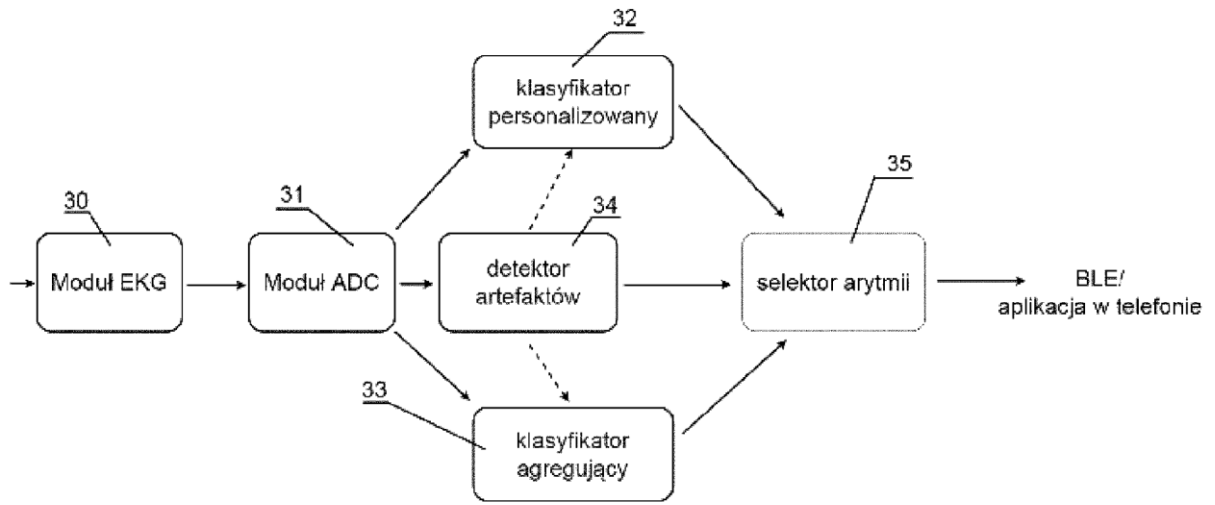 32
klasyfikator
personalizowany
30
Moduł EKG
31
Moduł ADC
34
detektor
artefaktów
35
selektor arytmii
BLE/
aplikacja w telefonie
33
klasyfikator
agregujący